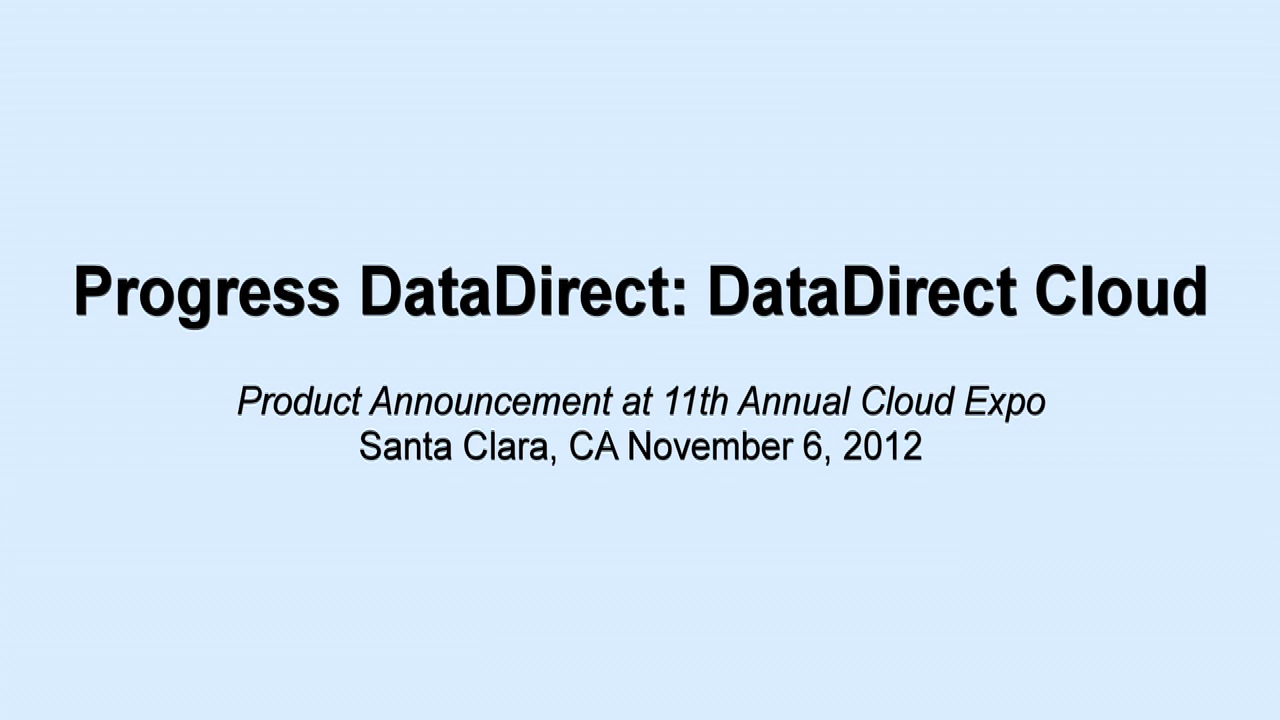 Progress DataDirect: DataDirect Cloud
Product Announcement at 11th Annual Cloud Expo
Santa Clara, CA November 6, 2012